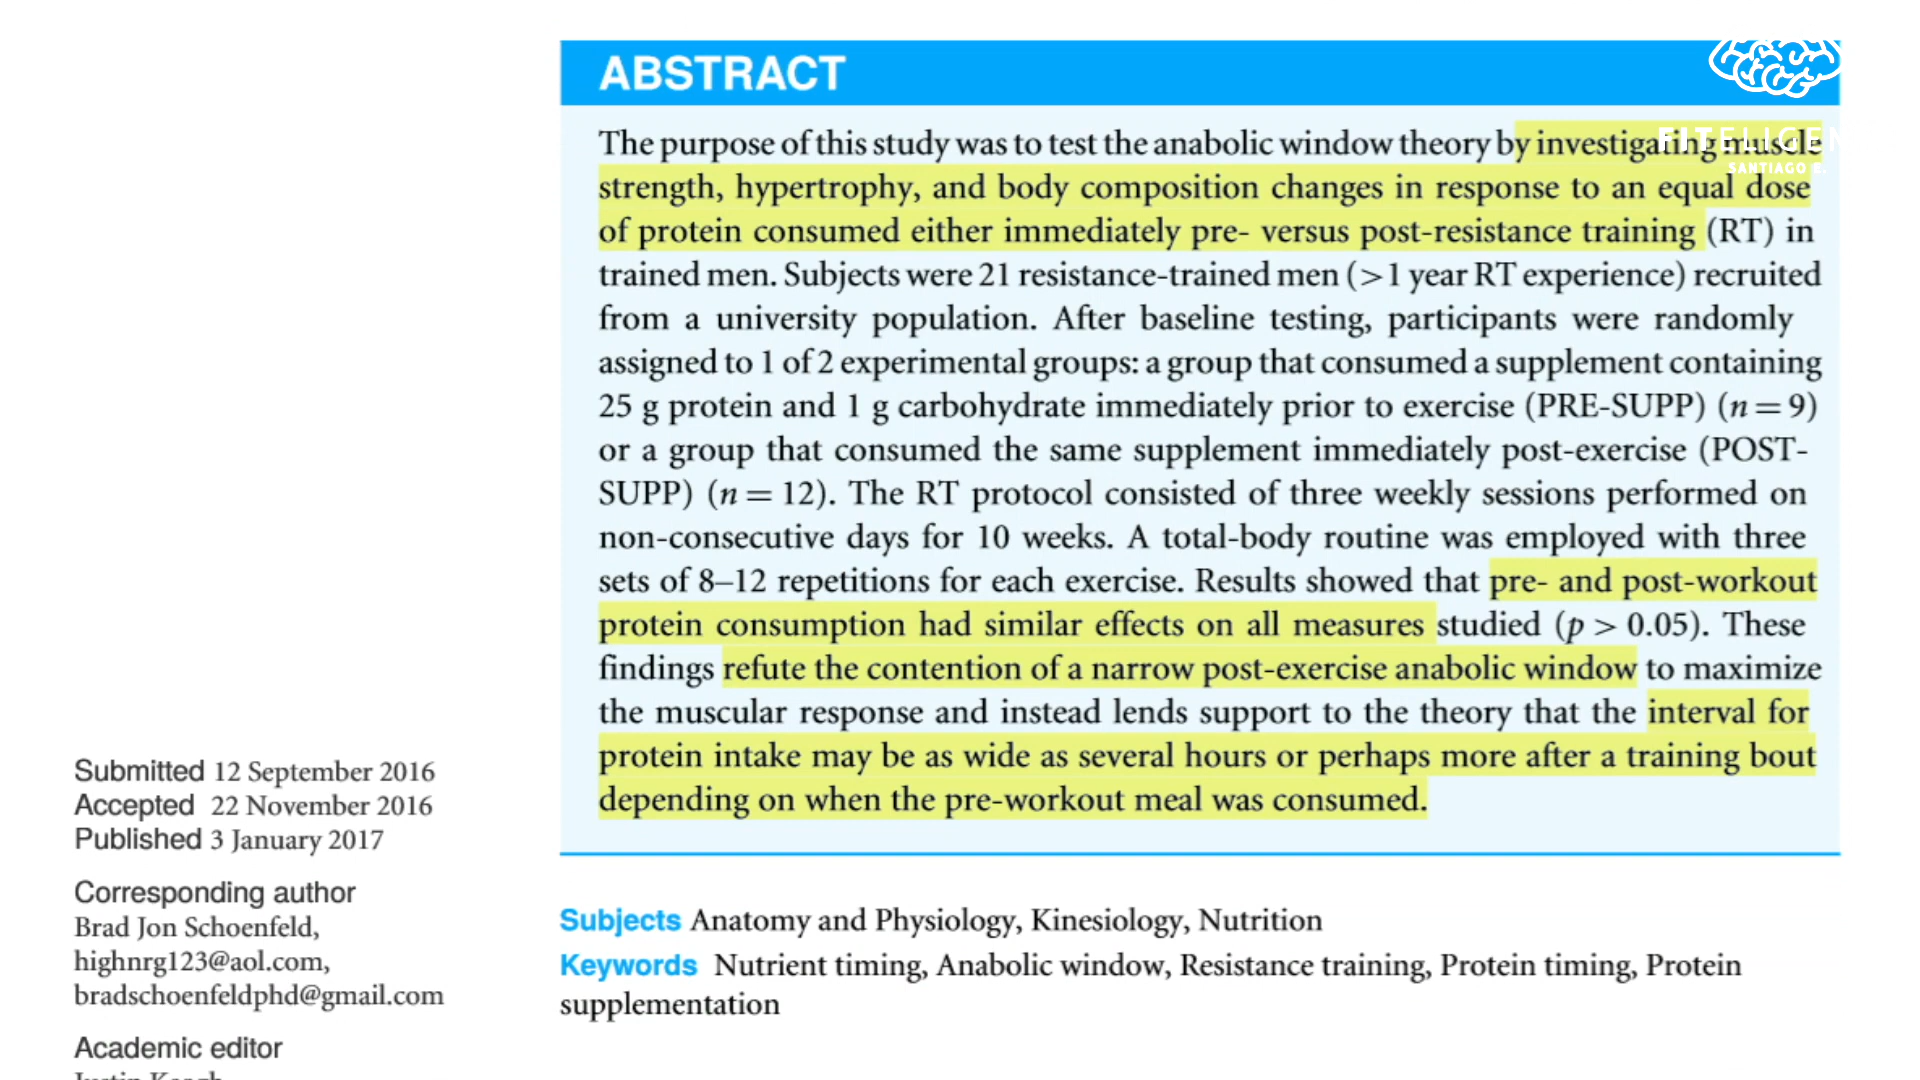 ABSTRACT
The purpose of this study was to test the anabolic window theory by investigating muscle
strength, hypertrophy, and body composition changes in response to an equal dose
of protein consumed either immediately pre- versus post-resistance training (RT) in
trained men. Subjects were 21 resistance-trained men (>1 year RT experience) recruited
from a university population. After baseline testing, participants were randomly
assigned to 1 of 2 experimental groups: a group that consumed a supplement containing
25 g protein and 1 g carbohydrate immediately prior to exercise (PRE-SUPP) (n = 9)
or a group that consumed the same supplement immediately post-exercise (POST-
SUPP) (n = 12). The RT protocol consisted of three weekly sessions performed on
non-consecutive days for 10 weeks. A total-body routine was employed with three
sets of 8–12 repetitions for each exercise. Results showed that pre- and post-workout
protein consumption had similar effects on all measures studied (p > 0.05). These
findings refute the contention of a narrow post-exercise anabolic window to maximize
the muscular response and instead lends support to the theory that the interval for
protein intake may be as wide as several hours or perhaps more after a training bout
depending on when the pre-workout meal was consumed.
FITELIGEN
SANTIAGO
Submitted 12 September 2016
Accepted 22 November 2016
Published 3 January 2017
Corresponding author
Brad Jon Schoenfeld,
highnrg123@aol.com,
bradschoenfeldphd@gmail.com
Academic editor
Subjects Anatomy and Physiology, Kinesiology, Nutrition
Keywords Nutrient timing, Anabolic window, Resistance training, Protein timing, Protein
supplementation